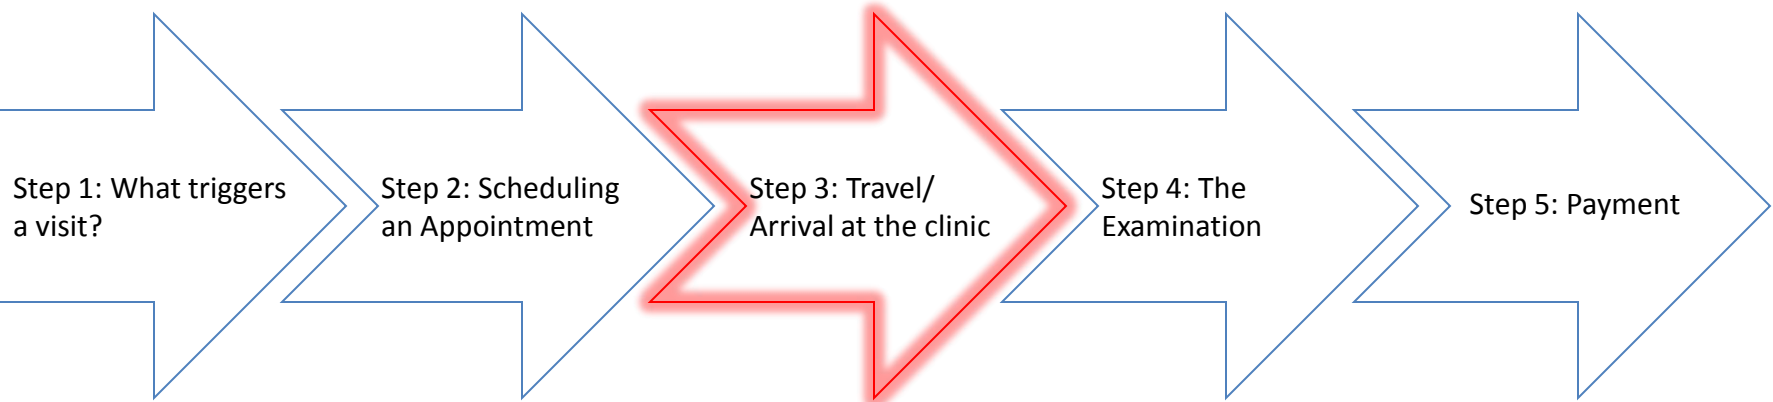 Step 1: What triggers
a visit?
Step 2: Scheduling
an Appointment
Step 3: Travel/
Arrival at the clinic
Step 4: The
Examination
Step 5: Payment